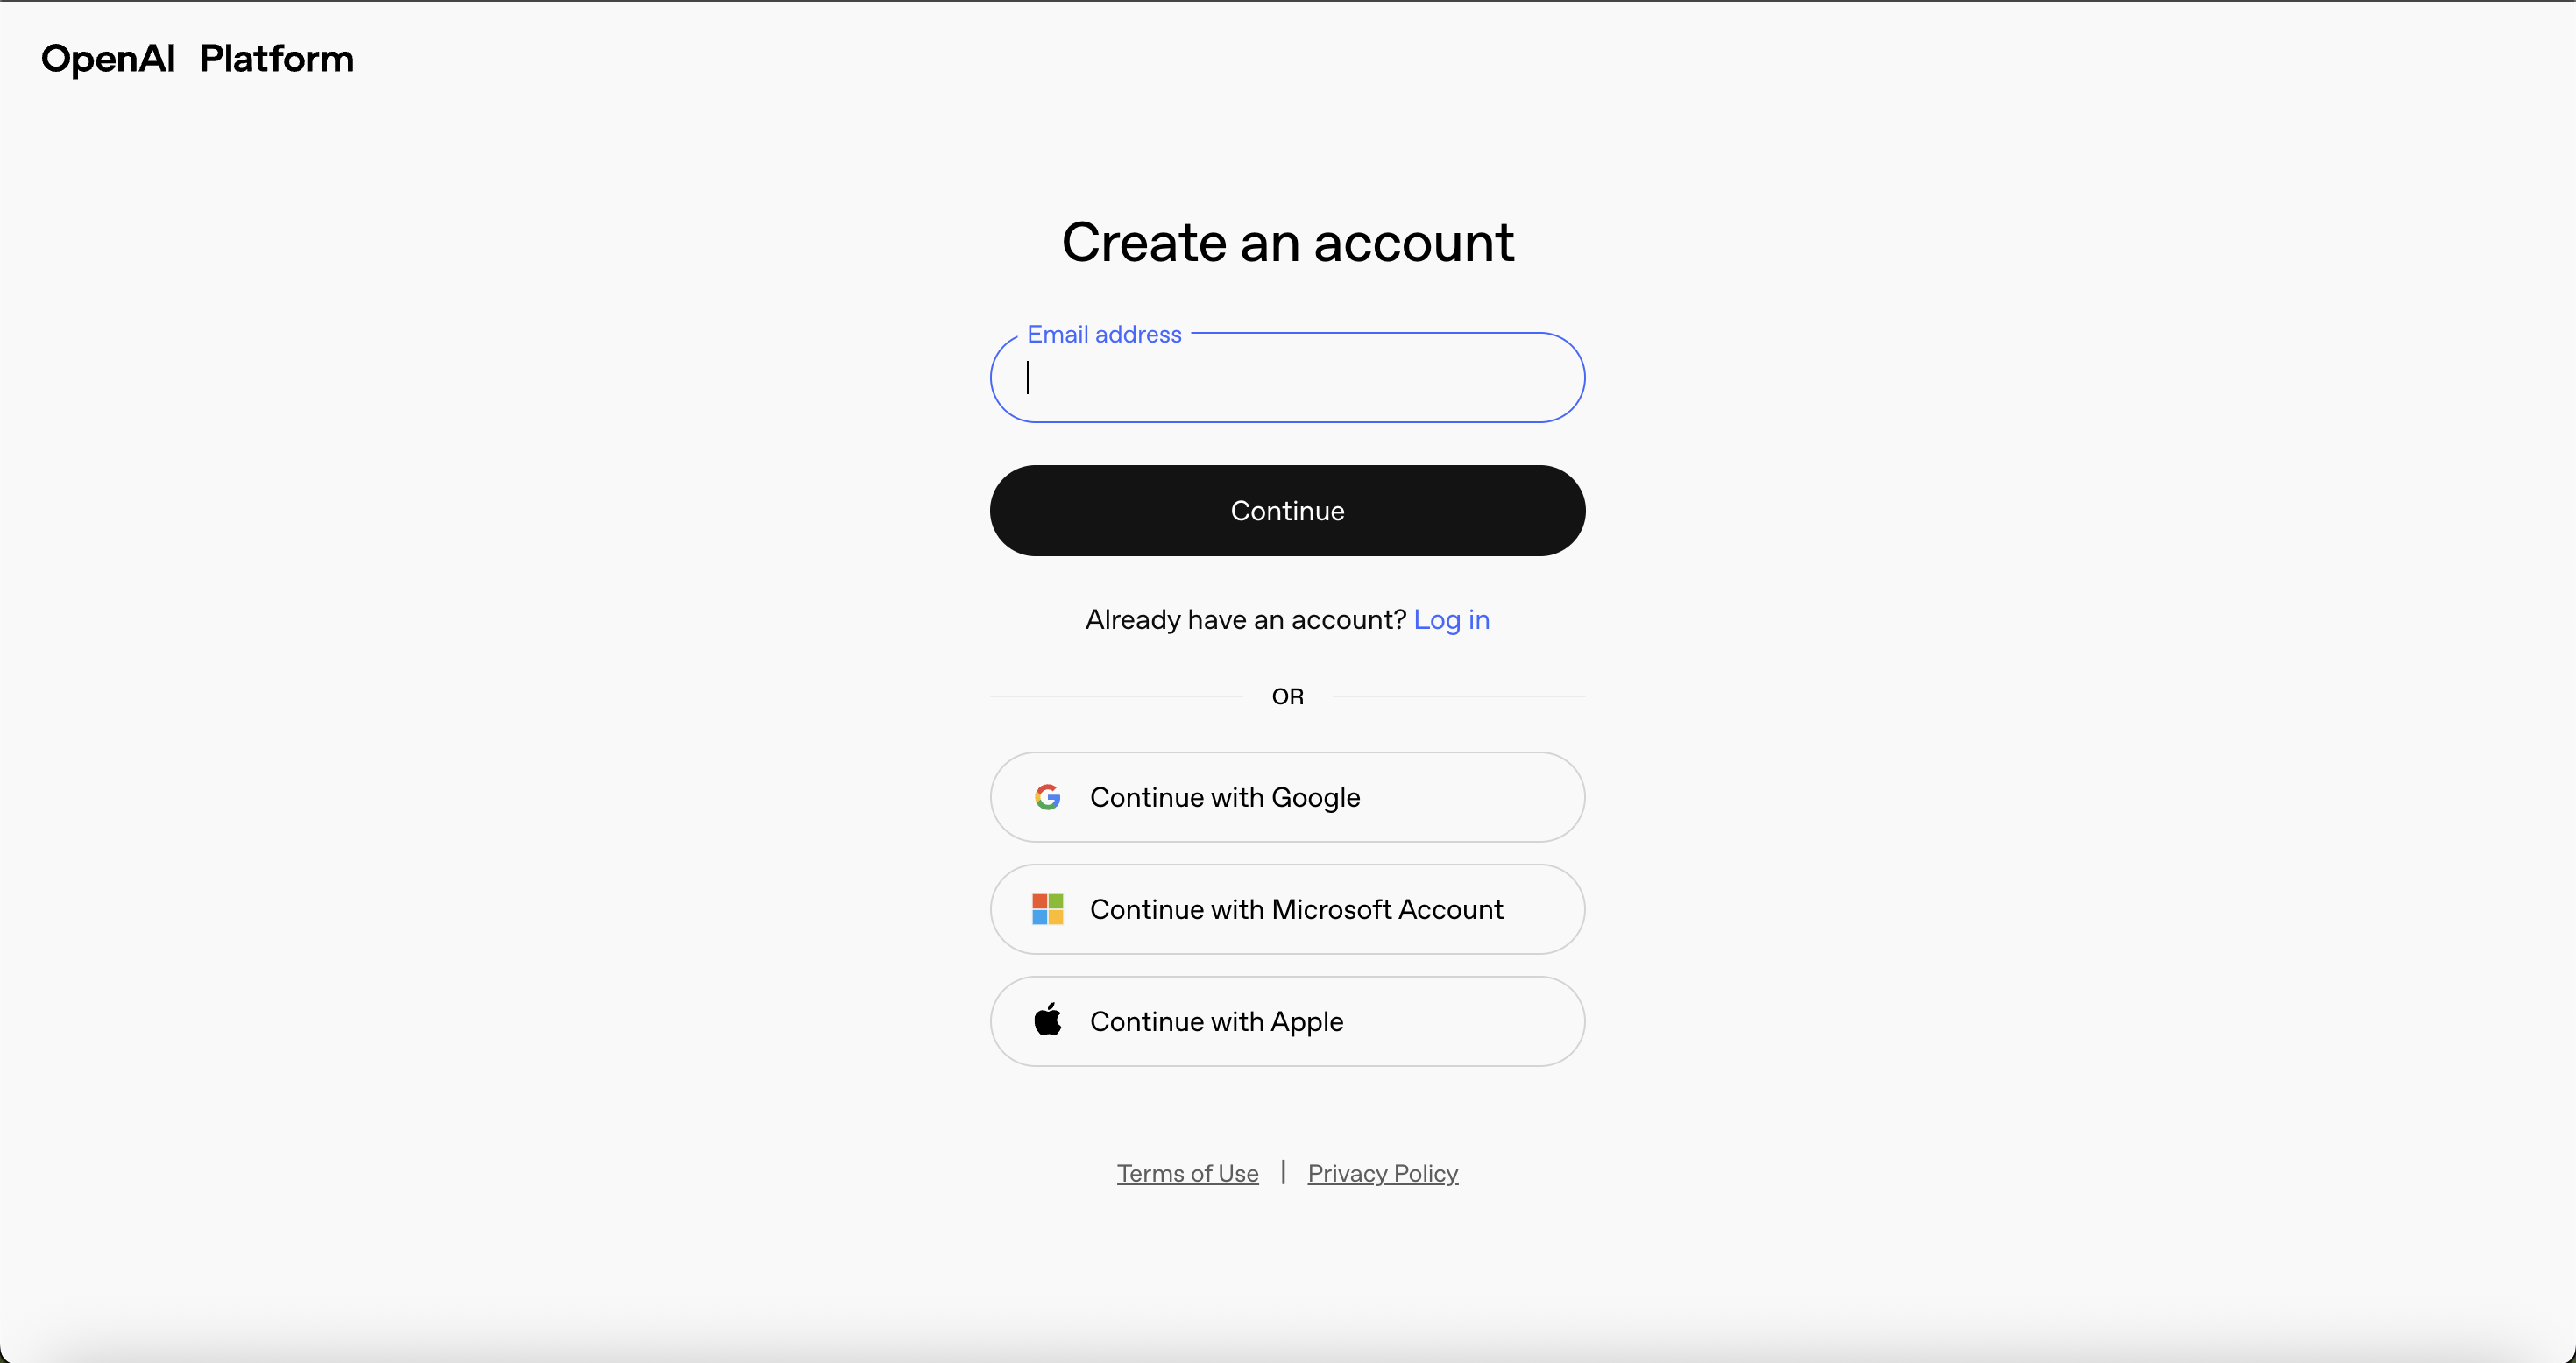 OpenAI Platform
Create an account
Email address
Continue
Already have an account? Log in
OR
Continue with Google
Continue with Microsoft Account
Continue with Apple
Terms of Use | Privacy Policy